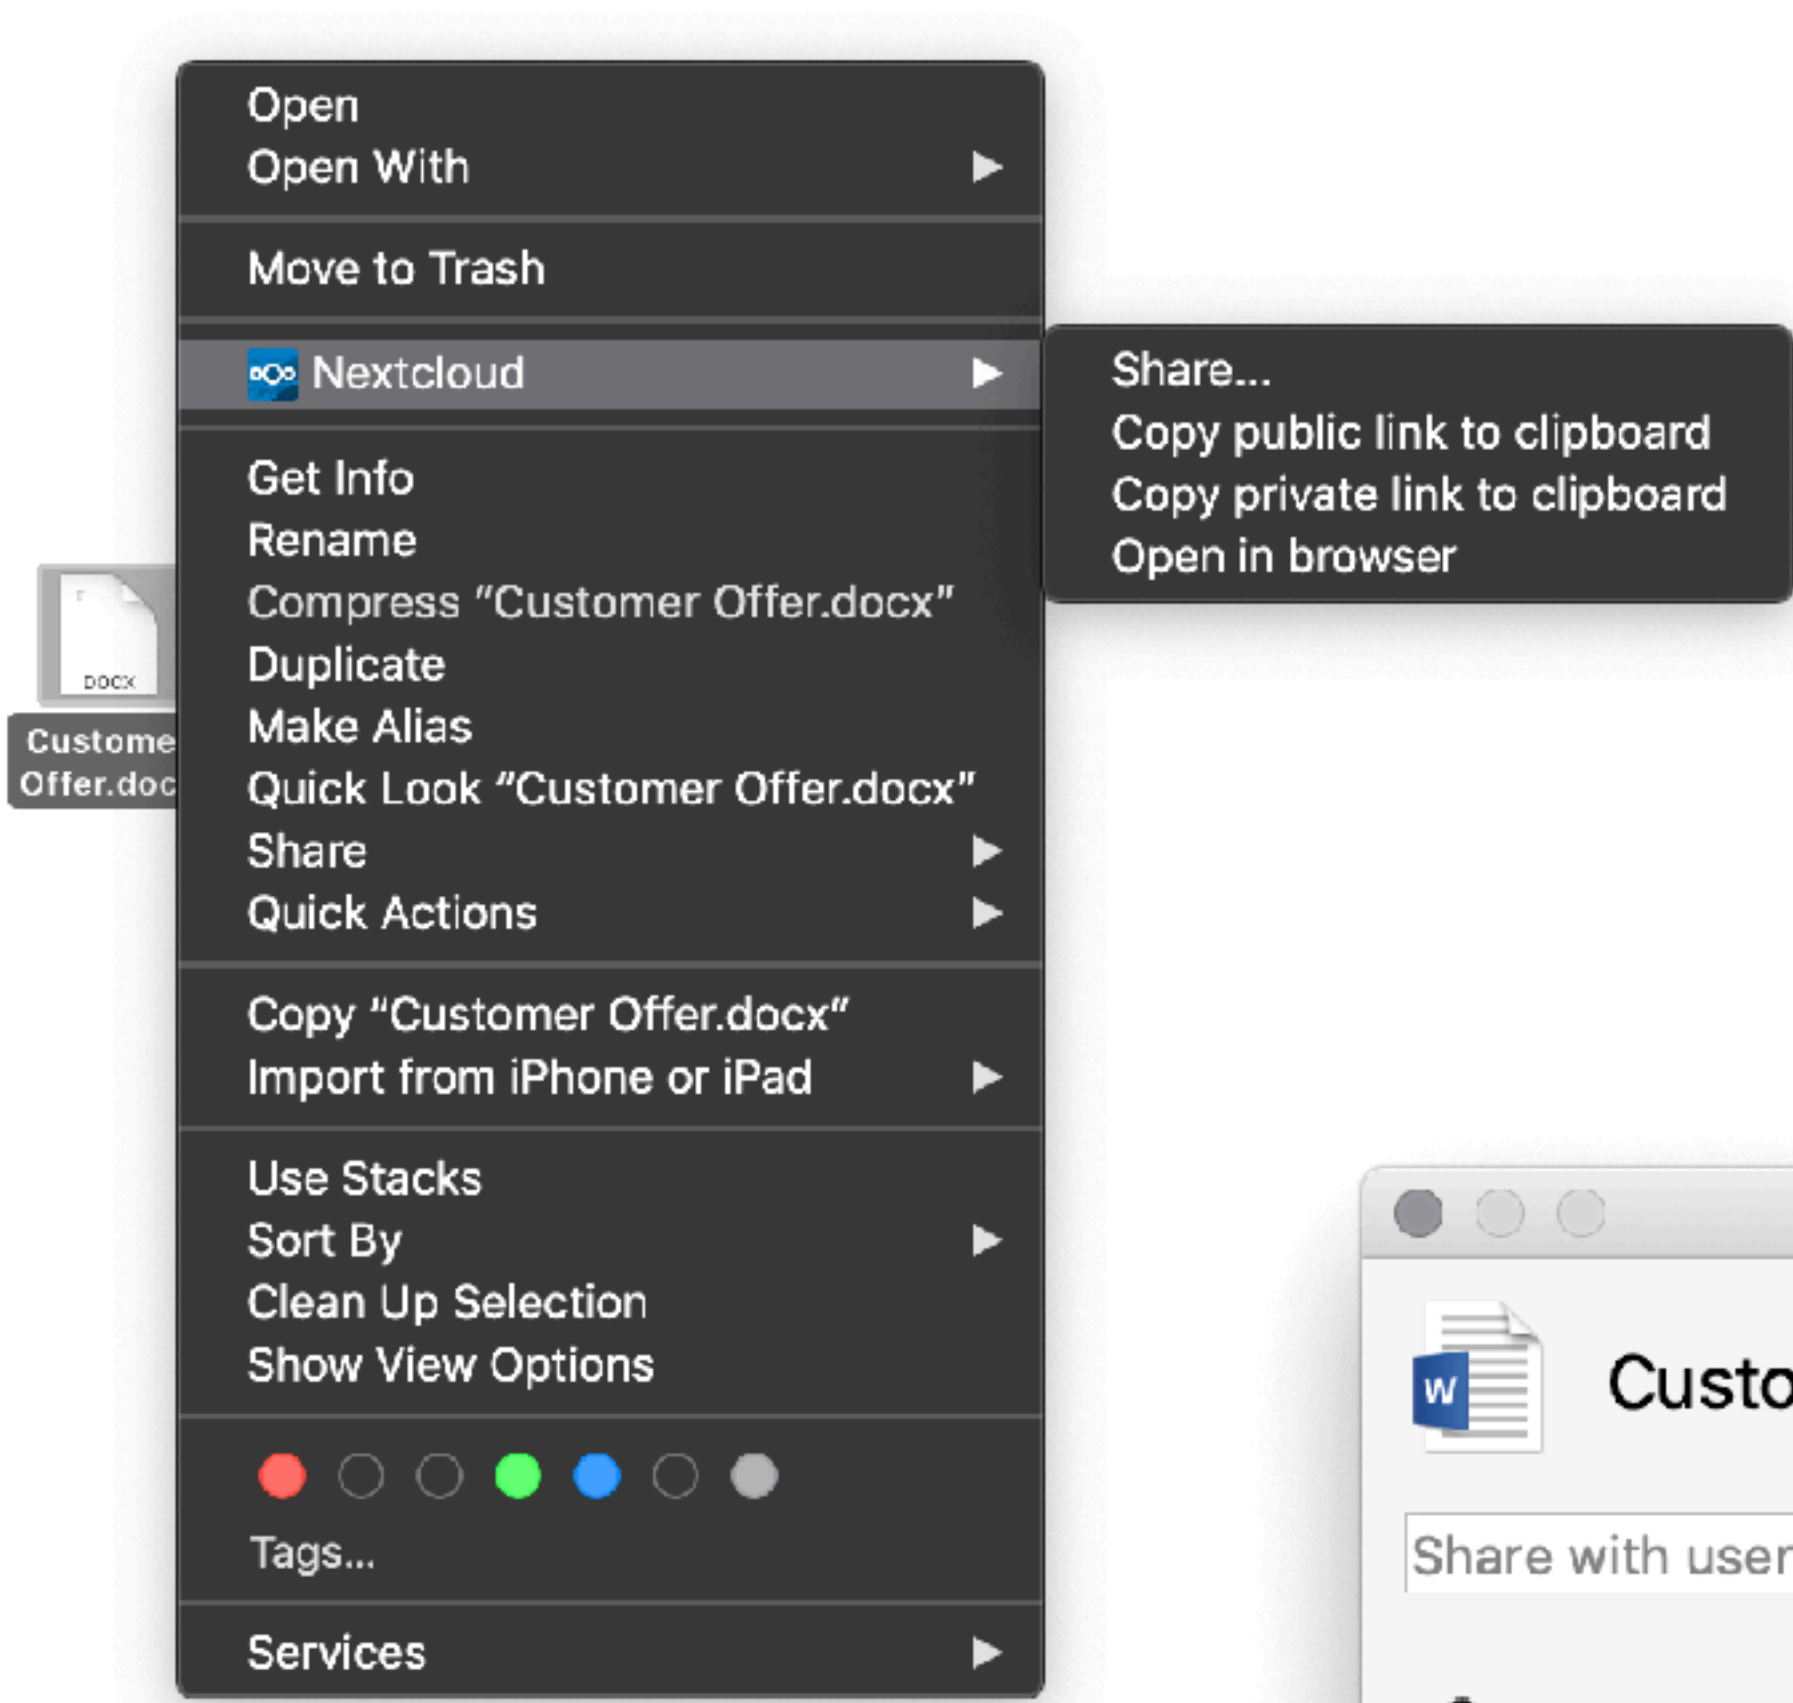 Open
Open With
Move to Trash
Nextcloud
Share...
Copy public link to clipboard
Copy private link to clipboard
Open in browser
Get Info
Rename
Compress “Customer Offer.docx”
Duplicate
Make Alias
Quick Look “Customer Offer.docx”
Share
Quick Actions
Copy “Customer Offer.docx”
Import from iPhone or iPad
Use Stacks
Sort By
Clean Up Selection
Show View Options
Tags...
Services
DOCX
Custome
Offer.doc
W
Custo
Share with user